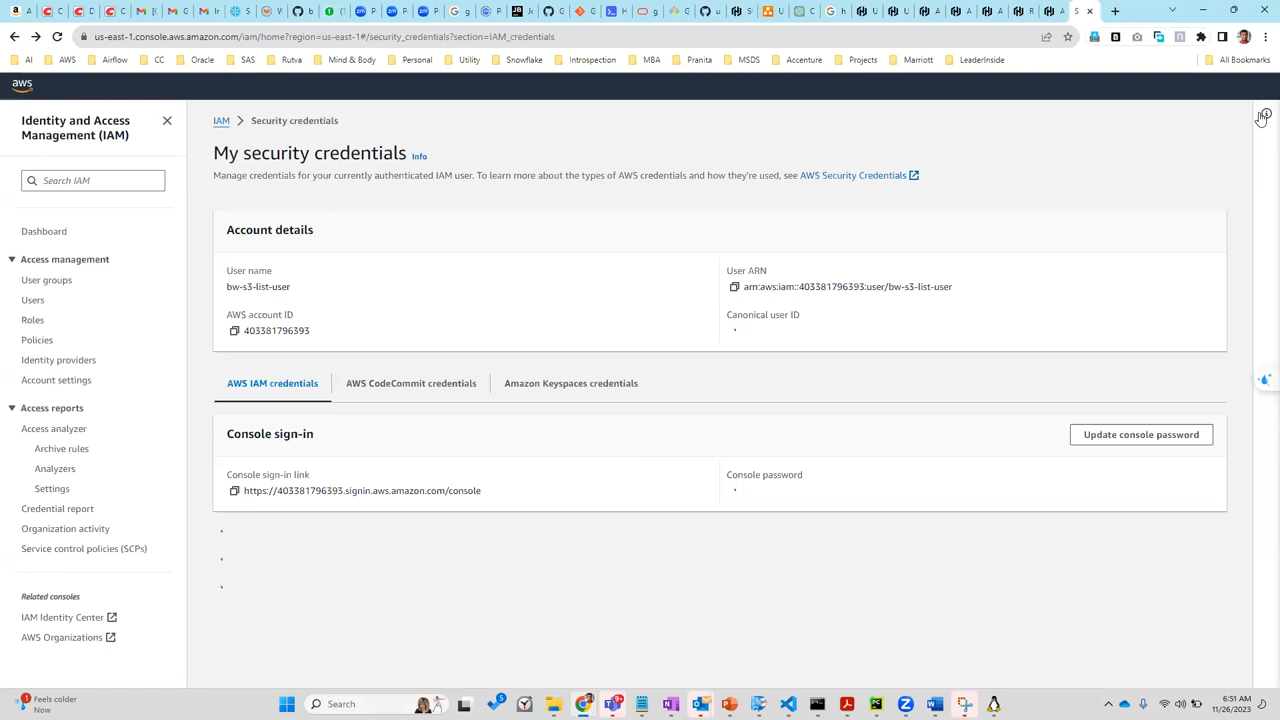 us-east-1.console.aws.amazon.com/iam/home?region=us-east-1#/security_credentials?section=IAM_credentials
AI
AWS
Airflow
CC
Oracle
SAS
Rutva
Mind & Body
Personal
Utility
Snowflake
Introspection
MBA
Pranita
MSDS
Accenture
Projects
Marriott
LeaderInside
All Bookmarks
aws
Identity and Access
Management (IAM)
Search IAM
Dashboard
Access management
User groups
Users
Roles
Policies
Identity providers
Account settings
Access reports
Access analyzer
Archive rules
Analyzers
Settings
Credential report
Organization activity
Service control policies (SCPs)
Related consoles
IAM Identity Center
AWS Organizations
IAM > Security credentials
My security credentials Info
Manage credentials for your currently authenticated IAM user. To learn more about the types of AWS credentials and how they're used, see AWS Security Credentials
Account details
User name
bw-s3-list-user
User ARN
arn:aws:iam::403381796393:user/bw-s3-list-user
AWS account ID
403381796393
Canonical user ID
AWS IAM credentials
AWS CodeCommit credentials
Amazon Keyspaces credentials
Console sign-in
Update console password
Console sign-in link
https://403381796393.signin.aws.amazon.com/console
Console password
1
Feels colder
Now
Search
5
9+
6:51 AM
11/26/2023